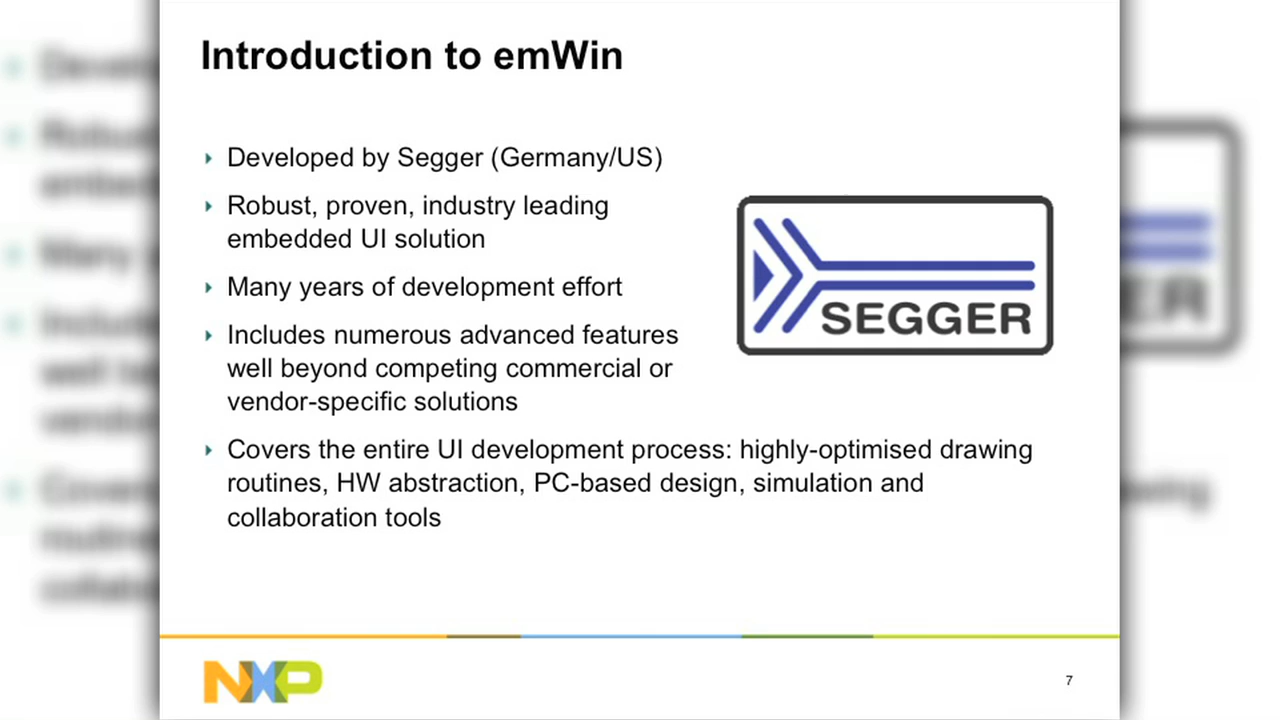 Introduction to emWin
Developed by Segger (Germany/US)
Robust, proven, industry leading
embedded UI solution
Many years of development effort
Includes numerous advanced features
well beyond competing commercial or
vendor-specific solutions
Covers the entire UI development process: highly-optimised drawing
routines, HW abstraction, PC-based design, simulation and
collaboration tools
SEGGER
NXP
7